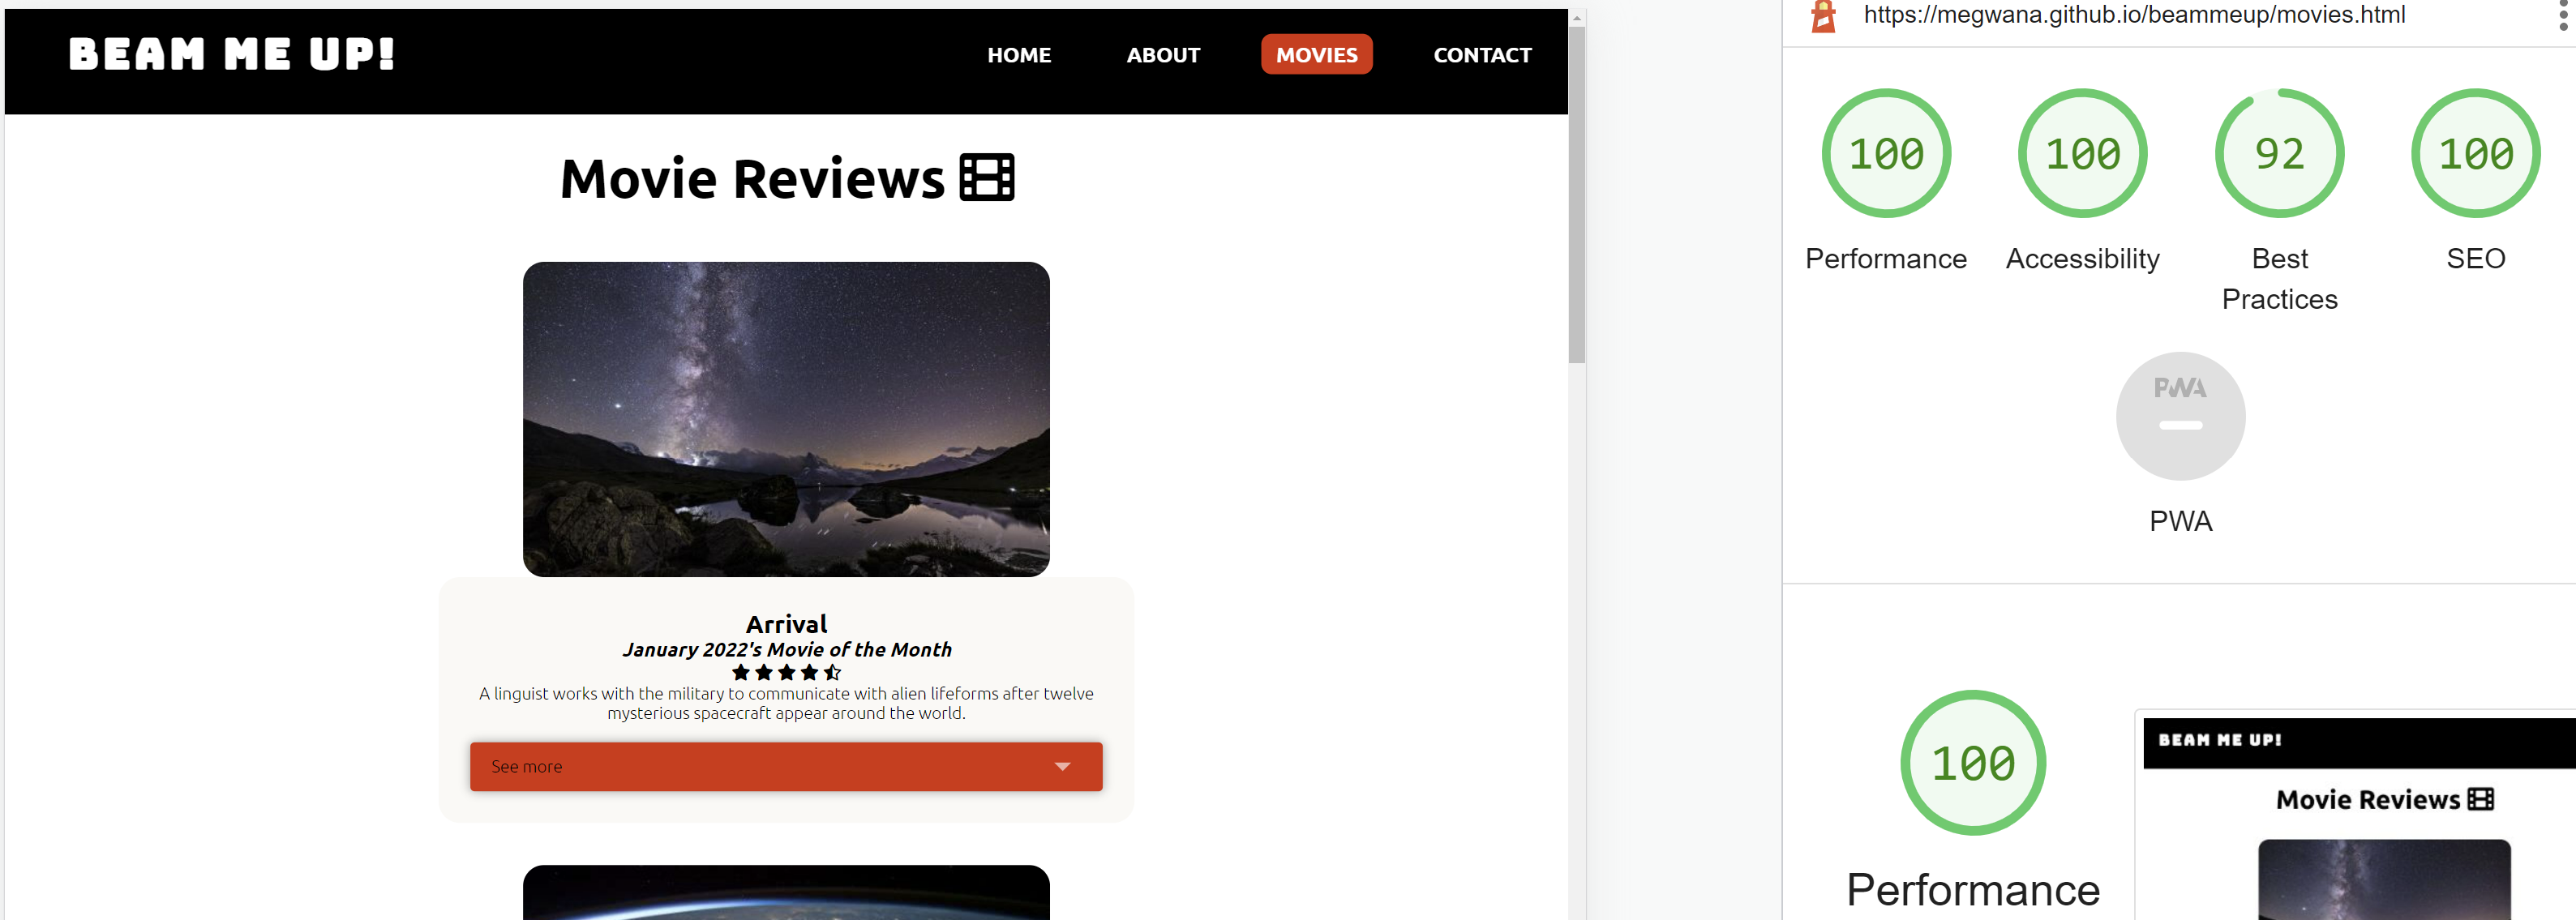 BEAM ME UP!
HOME ABOUT MOVIES CONTACT
Movie Reviews
Arrival
January 2022's Movie of the Month
A linguist works with the military to communicate with alien lifeforms after twelve
mysterious spacecraft appear around the world.
See more
https://megwana.github.io/beammeup/movies.html
100 100 92 100
Performance Accessibility Best SEO
Practices
PWA
PWA
100
Performance
BEAM ME UP!
Movie Reviews